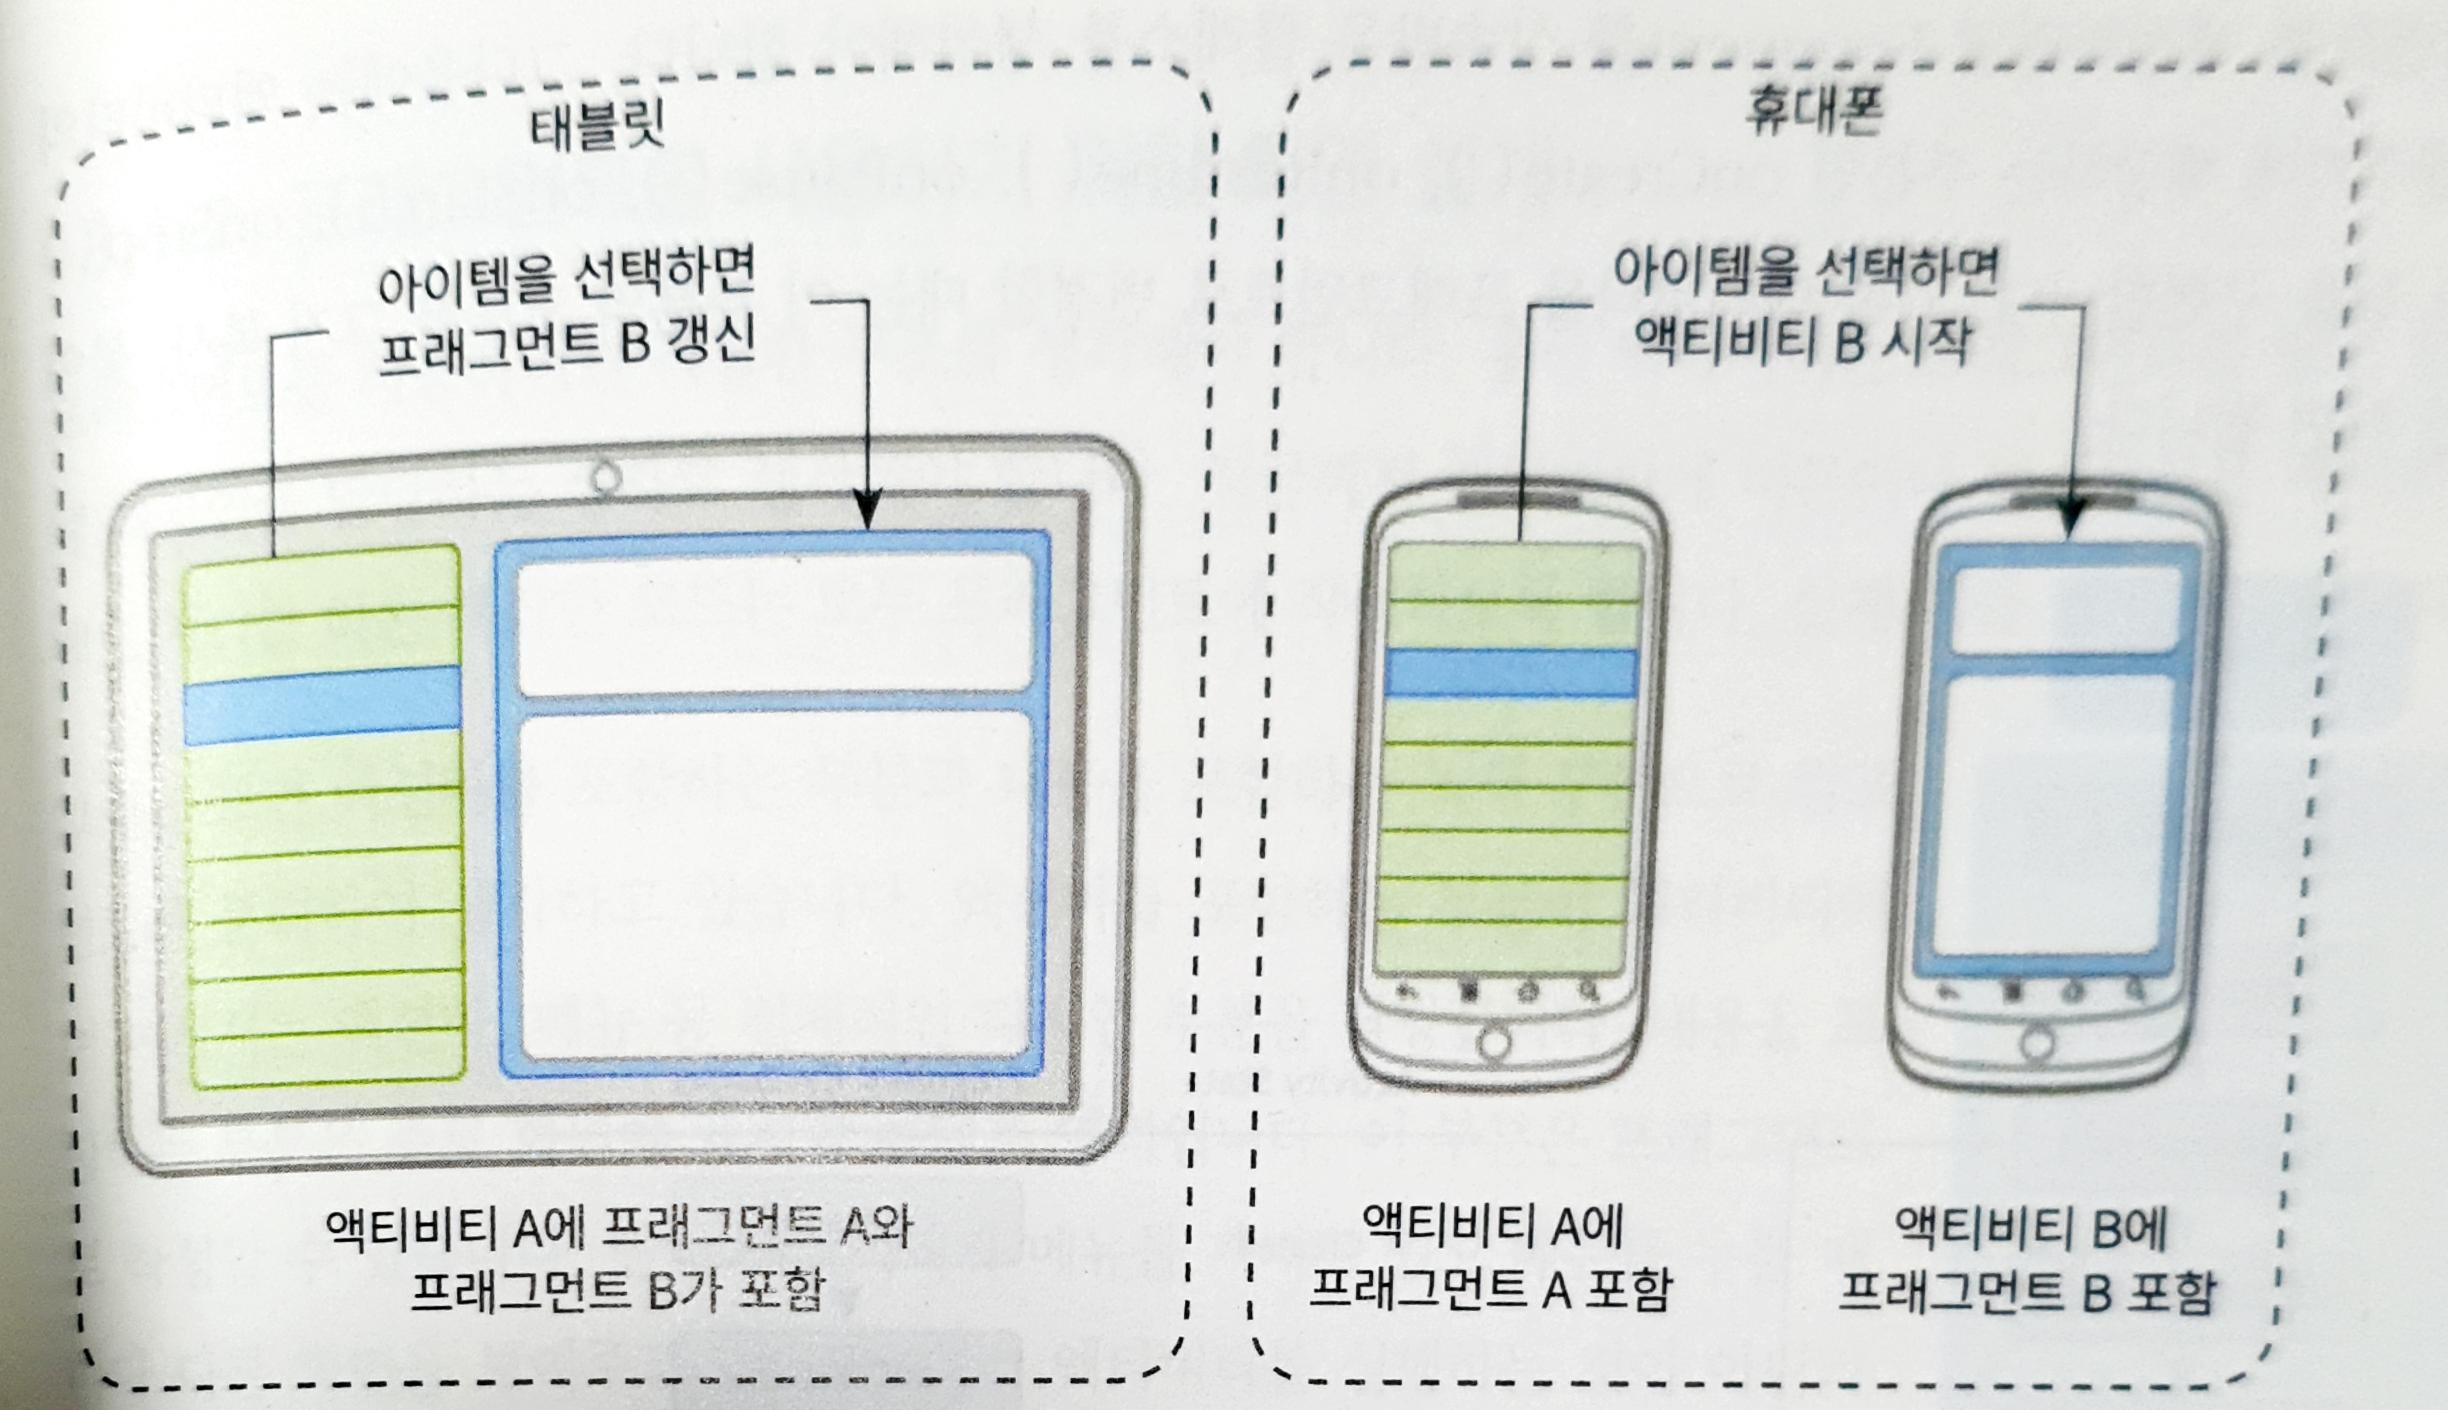 태블릿
아이템을 선택하면
프래그먼트 B 갱신
액티비티 A에 프래그먼트 A와
프래그먼트 B가 포함
휴대폰
아이템을 선택하면
액티비티 B 시작
액티비티 A에
프래그먼트 A 포함
액티비티 B에
프래그먼트 B 포함